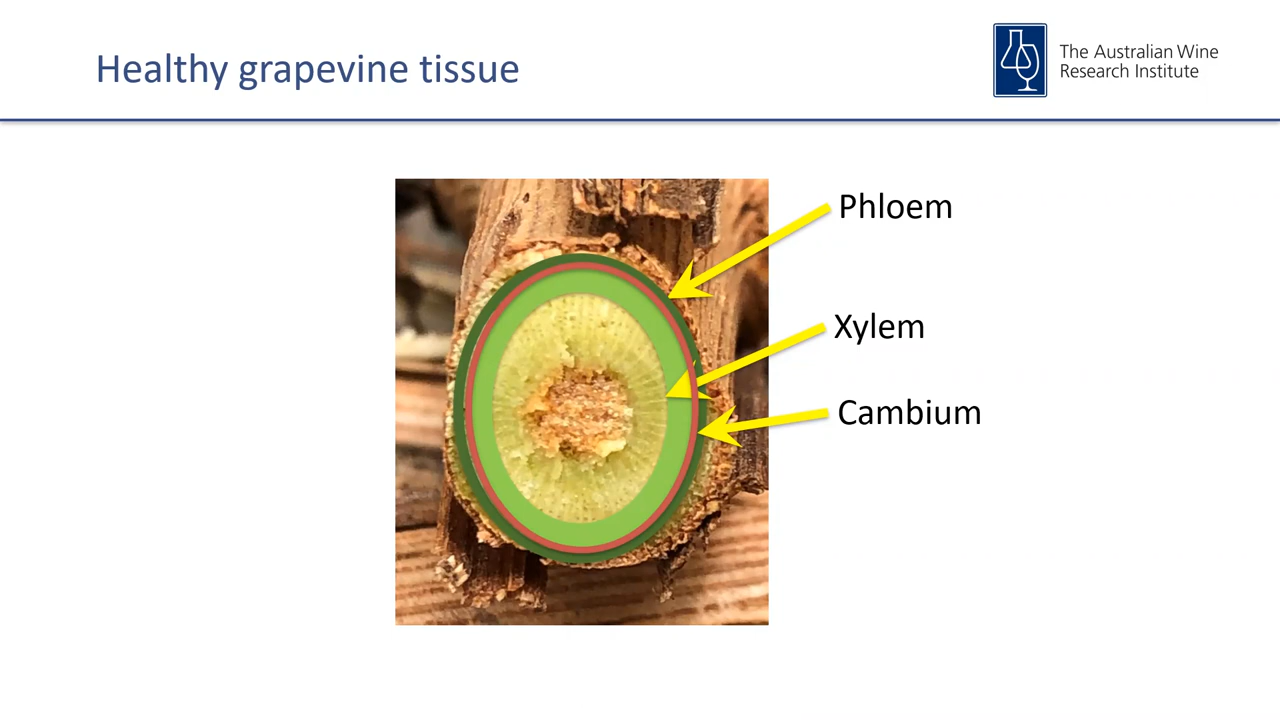 Healthy grapevine tissue
The Australian Wine
Research Institute
Phloem
Xylem
Cambium